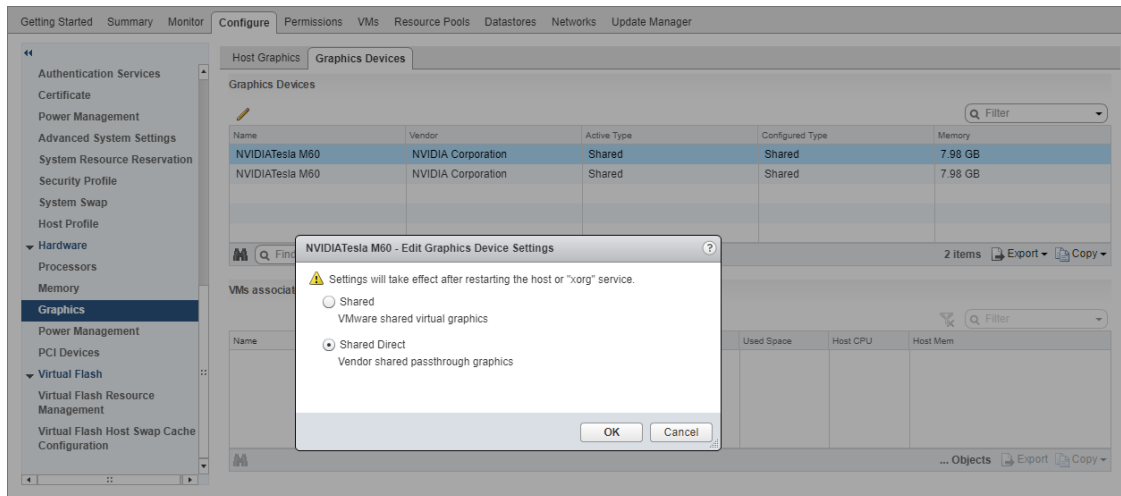 Getting Started Summary Monitor Configure Permissions VMs Resource Pools Datastores Networks Update Manager
Authentication Services
Certificate
Power Management
Advanced System Settings
System Resource Reservation
Security Profile
System Swap
Host Profile
Hardware
Processors
Memory
Graphics
Power Management
PCI Devices
Virtual Flash
Virtual Flash Resource
Management
Virtual Flash Host Swap Cache
Configuration
Host Graphics Graphics Devices
Graphics Devices
Filter
Name Vendor Active Type Configured Type Memory
NVIDIATesla M60 NVIDIA Corporation Shared Shared 7.98 GB
NVIDIATesla M60 NVIDIA Corporation Shared Shared 7.98 GB
2 items Export Copy
VMs
Filter
Name Used Space Host CPU Host Mem
... Objects Export Copy
NVIDIATesla M60 - Edit Graphics Device Settings ?
Settings will take effect after restarting the host or "xorg" service.
Shared
VMware shared virtual graphics
Shared Direct
Vendor shared passthrough graphics
OK Cancel